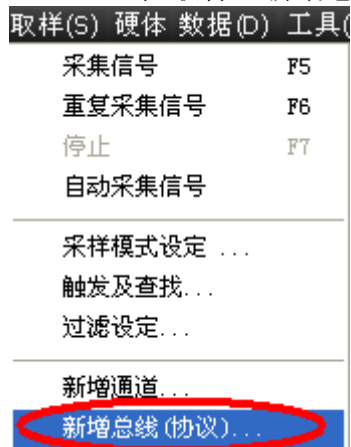 取样(S) 硬体 数据(D) 工具(
采集信号 F5
重复采集信号 F6
停止 F7
自动采集信号
采样模式设定 ...
触发及查找...
过滤设定...
新增通道...
新增总线(协议)...